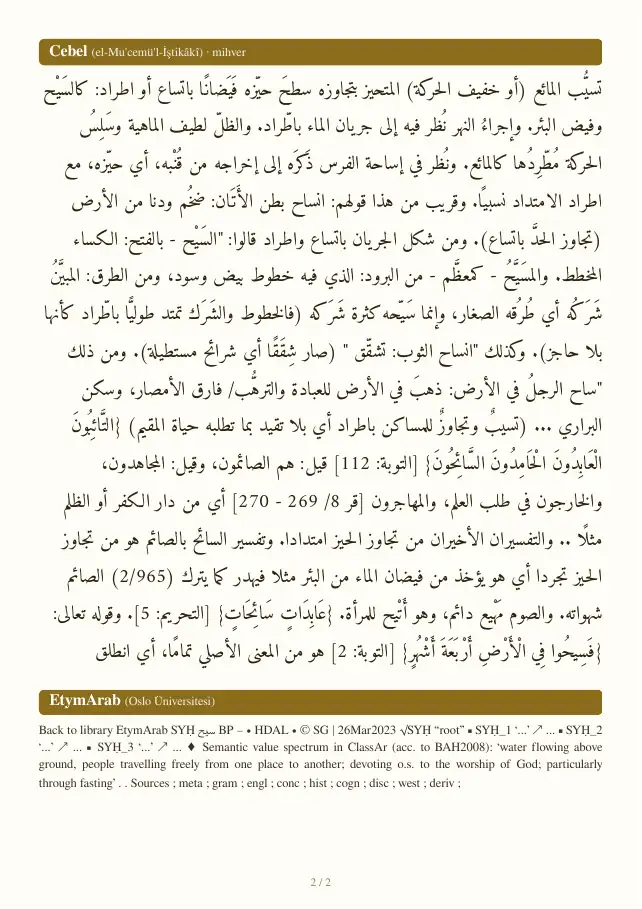 Cebel (el-Mu'cemü'l-İştikâkî) · mihver
تسيُّب المائع (أو خفيف الحركة) المتحيز بتجاوزه سطحَ حيّزه فَيَضانًا باتساع أو اطراد: كالسَيْح
وفيض البئر. وإجراءُ النهر نُظر فيه إلى جريان الماء باطّراد. والظلّ لطيف الماهية وسَلِسُ
الحركة مُطَّرِدُها كالمائع. ونُظر في إساحة الفرس ذَكَرَه إلى إخراجه من قُنْبه، أي حيّزه، مع
اطراد الامتداد نسبيًا. وقريب من هذا قولهم: انساح بطن الأَتَان: ضخُم ودنا من الأرض
(تجاوز الحدَّ باتساع). ومن شكل الجريان باتساع واطراد قالوا: "السَيْح - بالفتح: الكساء
المخطط. والمسَيَّحُ - كمعظَّم - من البرود: الذي فيه خطوط بيض وسود، ومن الطرق: المبيَّنُ
شَرَكُه أي طُرُقه الصغار، وإنما سَيّحه كثرة شَرَكه (فالخطوط والشَرَك تمتد طوليًّا باطّراد كأنها
بلا حاجز). وكذلك "انساح الثوب: تشقّق " (صار شِقَقًا أي شرائح مستطيلة). ومن ذلك
"ساح الرجلُ في الأرض: ذهبَ في الأرض للعبادة والترهُّب/ فارق الأمصار، وسكن
البراري ... (تسيبٌ وتجاوزٌ للمساكن باطراد أي بلا تقيد بما تطلبه حياة المقيم) {التَّائِبُونَ
الْعَابِدُونَ الْحَامِدُونَ السَّائِحُونَ} [التوبة: 112] قيل: هم الصائمون، وقيل: المجاهدون،
والخارجون في طلب العلم، والمهاجرون [قر 8/ 269 - 270] أي من دار الكفر أو الظلم
مثلًا .. والتفسيران الأخيران من تجاوز الحيز امتدادا. وتفسير السائح بالصائم هو من تجاوز
الحيز تجردا أي هو يؤخذ من فيضان الماء من البئر مثلا فيهدر كما يترك (2/965) الصائم
شهواته. والصوم مَهْيع دائم، وهو أُتيح للمرأة. {عَابِدَاتٍ سَائِحَاتٍ} [التحريم: 5]. وقوله تعالى:
{فَسِيحُوا فِي الْأَرْضِ أَرْبَعَةَ أَشْهُرٍ} [التوبة: 2] هو من المعنى الأصلي تمامًا، أي انطلق
EtymArab (Oslo Üniversitesi)
Back to library EtymArab SYḤ سيح BP – • HDAL • © SG | 26Mar2023 √SYḤ “root” ▪ SYḤ_1 ‘...’ ↗ ... ▪ SYḤ_2
‘...’ ↗ ... ▪ SYḤ_3 ‘...’ ↗ ... ♦ Semantic value spectrum in ClassAr (acc. to BAH2008): ‘water flowing above
ground, people travelling freely from one place to another; devoting o.s. to the worship of God; particularly
through fasting’ . . Sources ; meta ; gram ; engl ; conc ; hist ; cogn ; disc ; west ; deriv ;
2 / 2